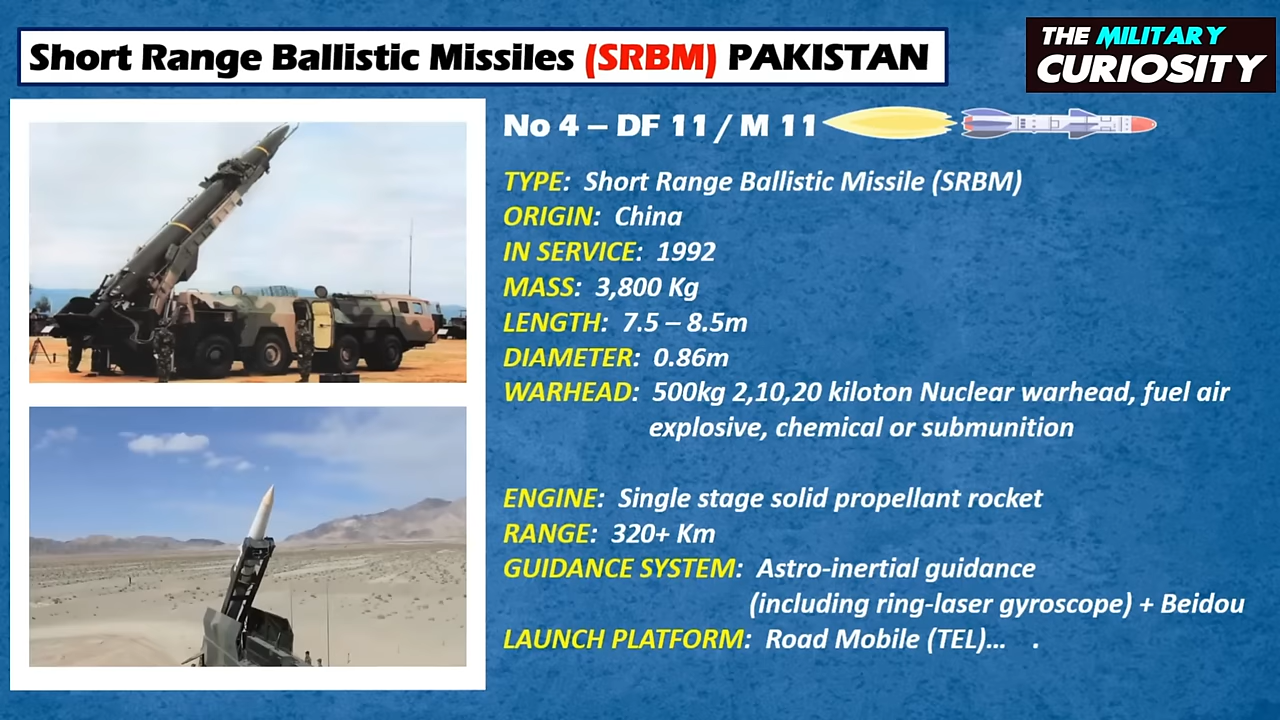 Short Range Ballistic Missiles (SRBM) PAKISTAN
THE MILITARY
CURIOSITY
No 4 – DF 11 / M 11
TYPE: Short Range Ballistic Missile (SRBM)
ORIGIN: China
IN SERVICE: 1992
MASS: 3,800 Kg
LENGTH: 7.5 – 8.5m
DIAMETER: 0.86m
WARHEAD: 500kg 2,10,20 kiloton Nuclear warhead, fuel air
explosive, chemical or submunition
ENGINE: Single stage solid propellant rocket
RANGE: 320+ Km
GUIDANCE SYSTEM: Astro-inertial guidance
(including ring-laser gyroscope) + Beidou
LAUNCH PLATFORM: Road Mobile (TEL)... .